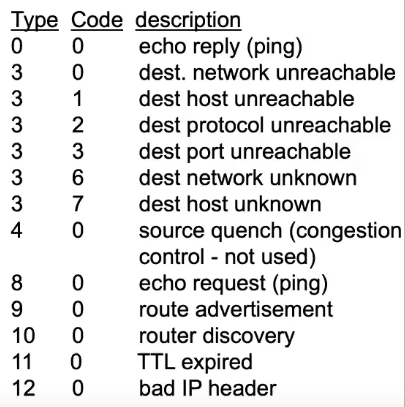 Type Code description
0 0 echo reply (ping)
3 0 dest. network unreachable
3 1 dest host unreachable
3 2 dest protocol unreachable
3 3 dest port unreachable
3 6 dest network unknown
3 7 dest host unknown
4 0 source quench (congestion
control - not used)
8 0 echo request (ping)
9 0 route advertisement
10 0 router discovery
11 0 TTL expired
12 0 bad IP header